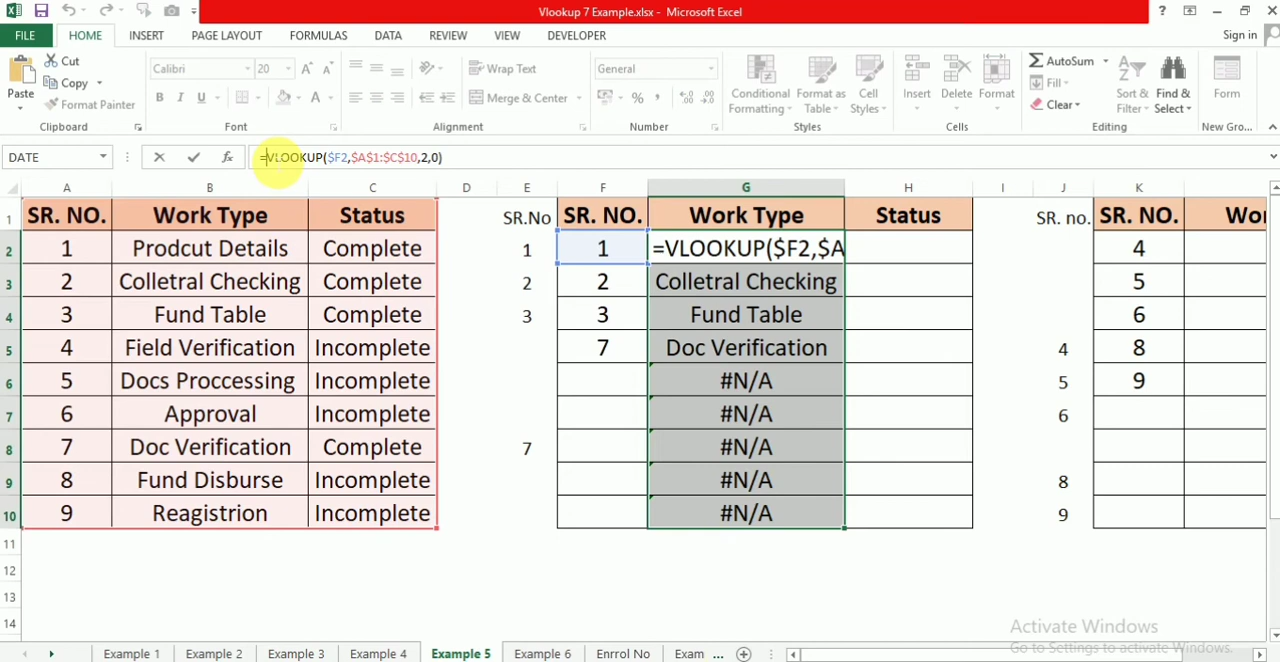 Vlookup 7 Example.xlsx - Microsoft Excel
?
FILE HOME INSERT PAGE LAYOUT FORMULAS DATA REVIEW VIEW DEVELOPER Sign in
Paste Cut Copy Format Painter
Calibri 20 B I U A
Wrap Text Merge & Center
General %
Conditional Formatting Format as Table Cell Styles
Insert Delete Format
AutoSum Fill Clear
Sort & Filter Find & Select
Form
Clipboard Font Alignment Number Styles Cells Editing New Gro...
DATE fx =VLOOKUP($F2,$A$1:$C$10,2,0)
A B C D E F G H I J K
1 SR. NO. Work Type Status SR.No SR. NO. Work Type Status SR. no. SR. NO. Wo
2 1 Prodcut Details Complete 1 1 =VLOOKUP($F2,$A 4
3 2 Colletral Checking Complete 2 2 Colletral Checking 5
4 3 Fund Table Complete 3 3 Fund Table 6
5 4 Field Verification Incomplete 7 Doc Verification 4 8
6 5 Docs Proccessing Incomplete #N/A 5 9
7 6 Approval Incomplete #N/A 6
8 7 Doc Verification Complete 7 #N/A
9 8 Fund Disburse Incomplete #N/A 8
10 9 Reagistrion Incomplete #N/A 9
11
12
13
14
Activate Windows
Go to Settings to activate Windows.
Example 1 Example 2 Example 3 Example 4 Example 5 Example 6 Enrrol No Exam ...